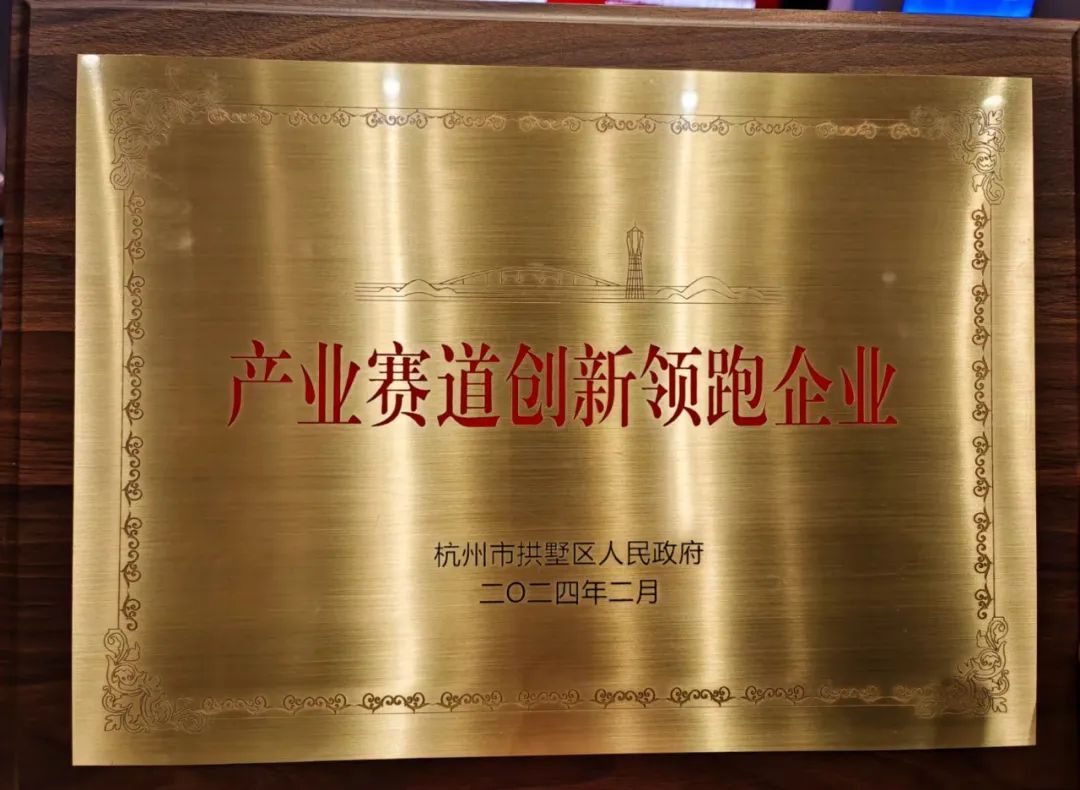 产业赛道创新领跑企业
杭州市拱墅区人民政府
二〇二四年二月